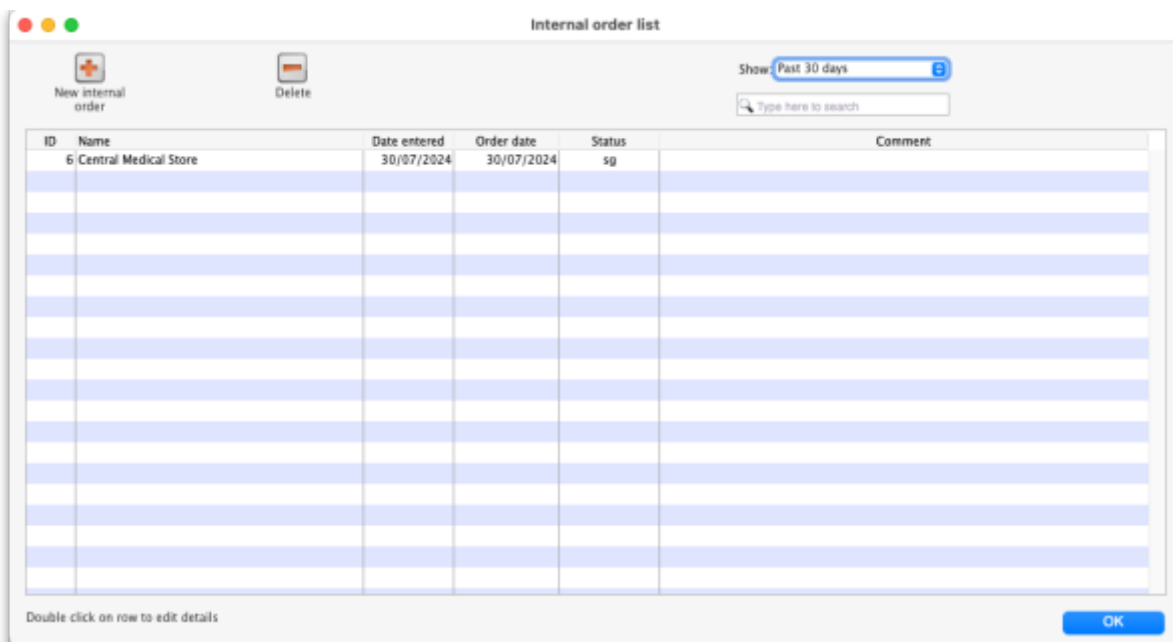 Internal order list
New internal
order
Delete
Show: Past 30 days
Type here to search
ID Name Date entered Order date Status Comment
6 Central Medical Store 30/07/2024 30/07/2024 sg
Double click on row to edit details
OK